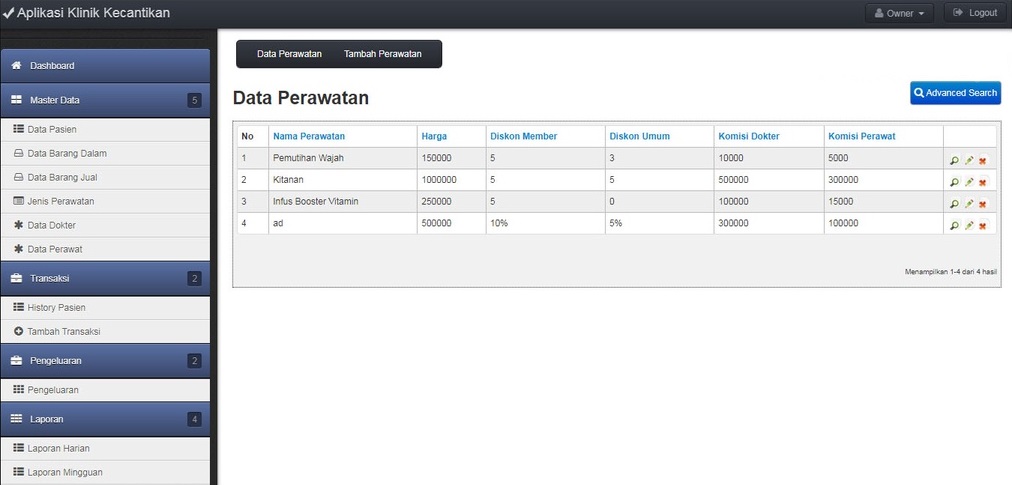 Aplikasi Klinik Kecantikan
Owner
Logout
Dashboard
Master Data 5
Data Pasien
Data Barang Dalam
Data Barang Jual
Jenis Perawatan
Data Dokter
Data Perawat
Transaksi 2
History Pasien
Tambah Transaksi
Pengeluaran 2
Pengeluaran
Laporan 4
Laporan Harian
Laporan Mingguan
Data Perawatan Tambah Perawatan
Data Perawatan
Advanced Search
No Nama Perawatan Harga Diskon Member Diskon Umum Komisi Dokter Komisi Perawat
1 Pemutihan Wajah 150000 5 3 10000 5000
2 Kitanan 1000000 5 5 500000 300000
3 Infus Booster Vitamin 250000 5 0 100000 15000
4 ad 500000 10% 5% 300000 100000
Menampilkan 1-4 dari 4 hasil